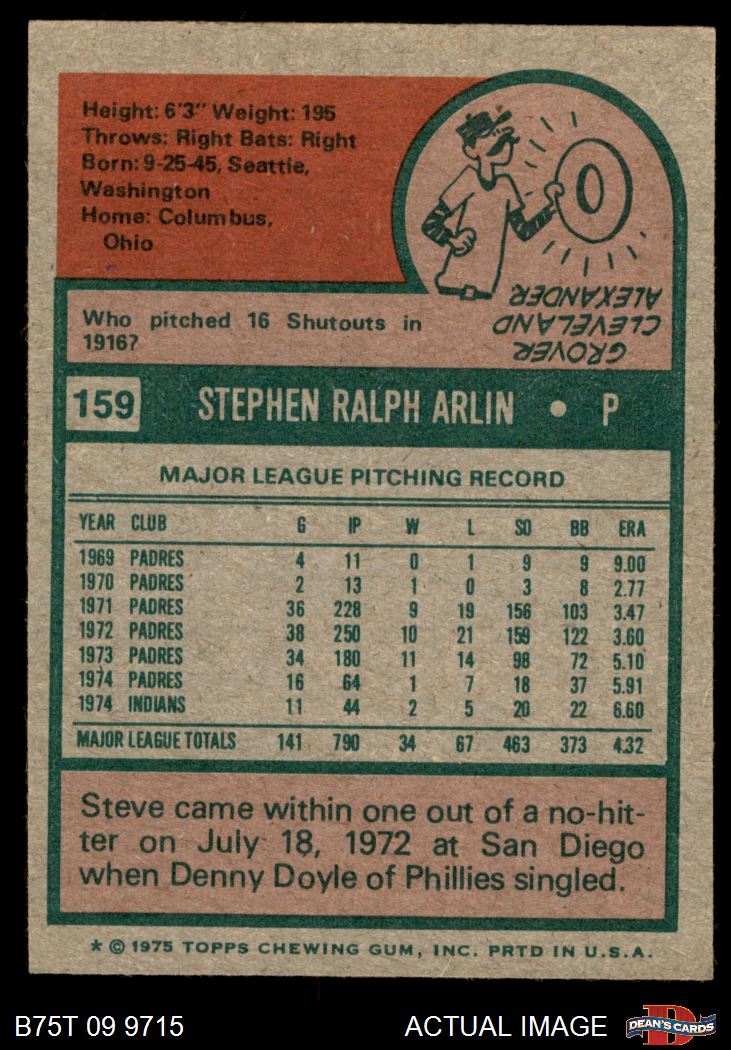 Height: 6'3" Weight: 195
Throws: Right Bats: Right
Born: 9-25-45, Seattle,
Washington
Home: Columbus,
Ohio
0
Who pitched 16 Shutouts in
1916?
GROVER
CLEVELAND
ALEXANDER
159 STEPHEN RALPH ARLIN • P
MAJOR LEAGUE PITCHING RECORD
YEAR CLUB G IP W L SO BB ERA
1969 PADRES 4 11 0 1 9 9 9.00
1970 PADRES 2 13 1 0 3 8 2.77
1971 PADRES 36 228 9 19 156 103 3.47
1972 PADRES 38 250 10 21 159 122 3.60
1973 PADRES 34 180 11 14 98 72 5.10
1974 PADRES 16 64 1 7 18 37 5.91
1974 INDIANS 11 44 2 5 20 22 6.60
MAJOR LEAGUE TOTALS 141 790 34 67 463 373 4.32
Steve came within one out of a no-hit-
ter on July 18, 1972 at San Diego
when Denny Doyle of Phillies singled.
* © 1975 TOPPS CHEWING GUM, INC. PRTD IN U.S.A.
B75T 09 9715 ACTUAL IMAGE DEAN'S CARDS